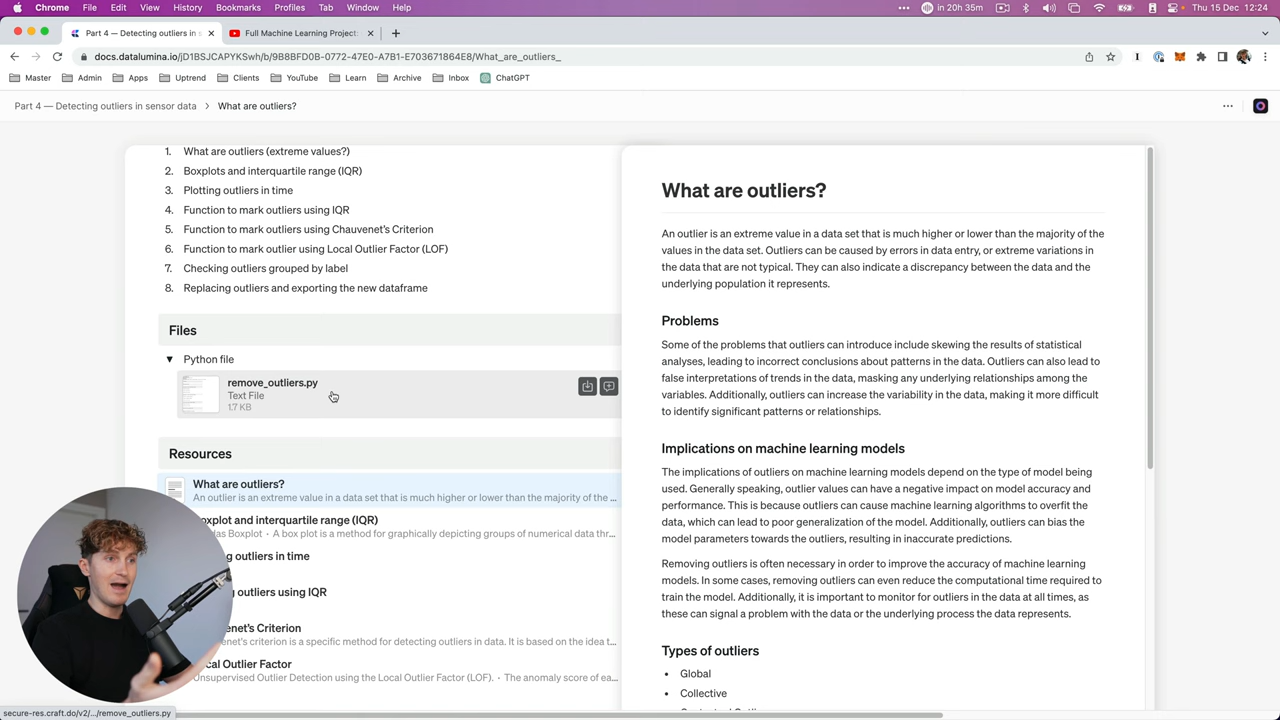 Chrome File Edit View History Bookmarks Profiles Tab Window Help
in 20h 35m
Thu 15 Dec 12:24
Part 4 — Detecting outliers in s
Full Machine Learning Project:
docs.datalumina.io/jD1BSJCAPYKSwh/b/9B8BFD0B-0772-47E0-A7B1-E703671864E8/What_are_outliers_
Master Admin Apps Uptrend Clients YouTube Learn Archive Inbox ChatGPT
Part 4 — Detecting outliers in sensor data > What are outliers?
1. What are outliers (extreme values?)
2. Boxplots and interquartile range (IQR)
3. Plotting outliers in time
4. Function to mark outliers using IQR
5. Function to mark outliers using Chauvenet's Criterion
6. Function to mark outlier using Local Outlier Factor (LOF)
7. Checking outliers grouped by label
8. Replacing outliers and exporting the new dataframe
Files
Python file
remove_outliers.py
Text File
1.7 KB
Resources
What are outliers?
An outlier is an extreme value in a data set that is much higher or lower than the majority of the ...
oxplot and interquartile range (IQR)
das Boxplot • A box plot is a method for graphically depicting groups of numerical data thr...
g outliers in time
outliers using IQR
enet's Criterion
venet's criterion is a specific method for detecting outliers in data. It is based on the idea t...
cal Outlier Factor
Unsupervised Outlier Detection using the Local Outlier Factor (LOF). • The anomaly score of ea...
What are outliers?
An outlier is an extreme value in a data set that is much higher or lower than the majority of the
values in the data set. Outliers can be caused by errors in data entry, or extreme variations in
the data that are not typical. They can also indicate a discrepancy between the data and the
underlying population it represents.
Problems
Some of the problems that outliers can introduce include skewing the results of statistical
analyses, leading to incorrect conclusions about patterns in the data. Outliers can also lead to
false interpretations of trends in the data, masking any underlying relationships among the
variables. Additionally, outliers can increase the variability in the data, making it more difficult
to identify significant patterns or relationships.
Implications on machine learning models
The implications of outliers on machine learning models depend on the type of model being
used. Generally speaking, outlier values can have a negative impact on model accuracy and
performance. This is because outliers can cause machine learning algorithms to overfit the
data, which can lead to poor generalization of the model. Additionally, outliers can bias the
model parameters towards the outliers, resulting in inaccurate predictions.
Removing outliers is often necessary in order to improve the accuracy of machine learning
models. In some cases, removing outliers can even reduce the computational time required to
train the model. Additionally, it is important to monitor for outliers in the data at all times, as
these can signal a problem with the data or the underlying process the data represents.
Types of outliers
• Global
• Collective
secure-res.craft.do/v2/.../remove_outliers.py